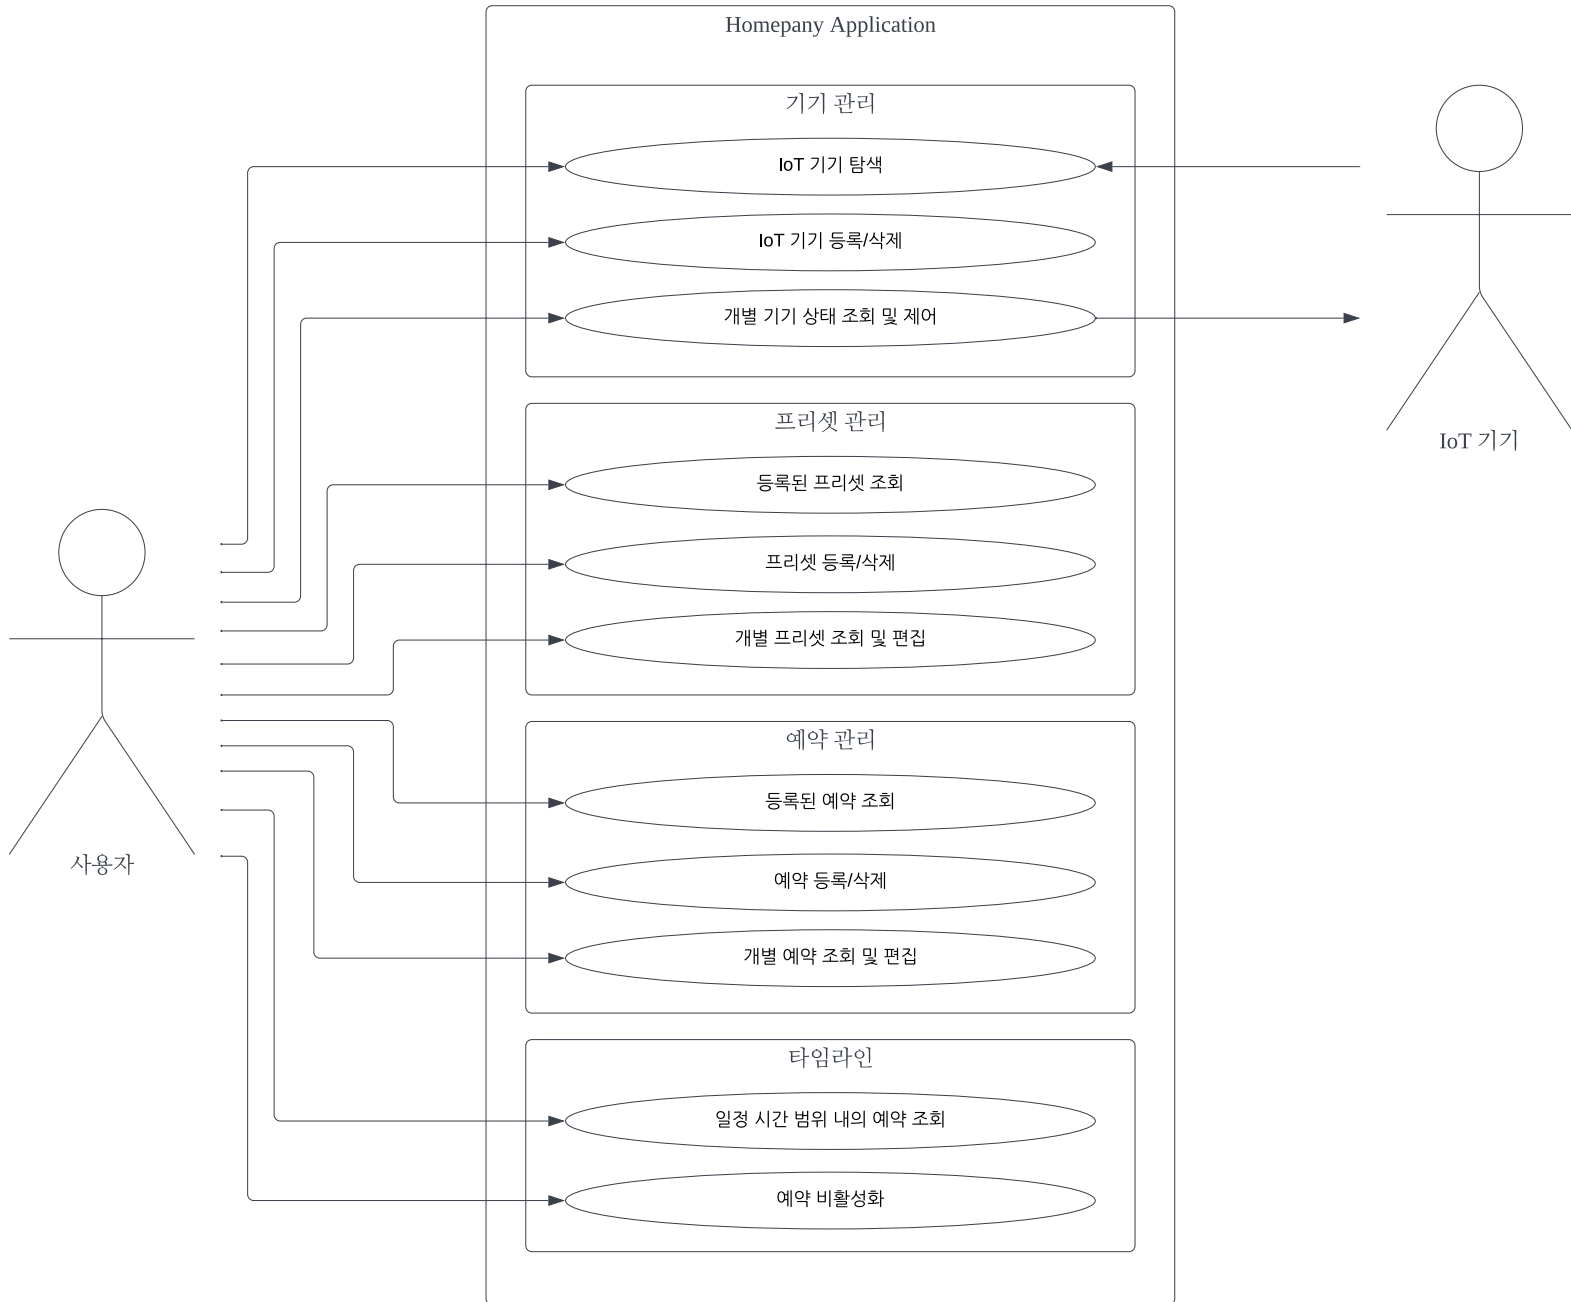 Homepany Application
기기 관리
IoT 기기 탐색
IoT 기기 등록/삭제
개별 기기 상태 조회 및 제어
IoT 기기
프리셋 관리
등록된 프리셋 조회
프리셋 등록/삭제
개별 프리셋 조회 및 편집
사용자
예약 관리
등록된 예약 조회
예약 등록/삭제
개별 예약 조회 및 편집
타임라인
일정 시간 범위 내의 예약 조회
예약 비활성화